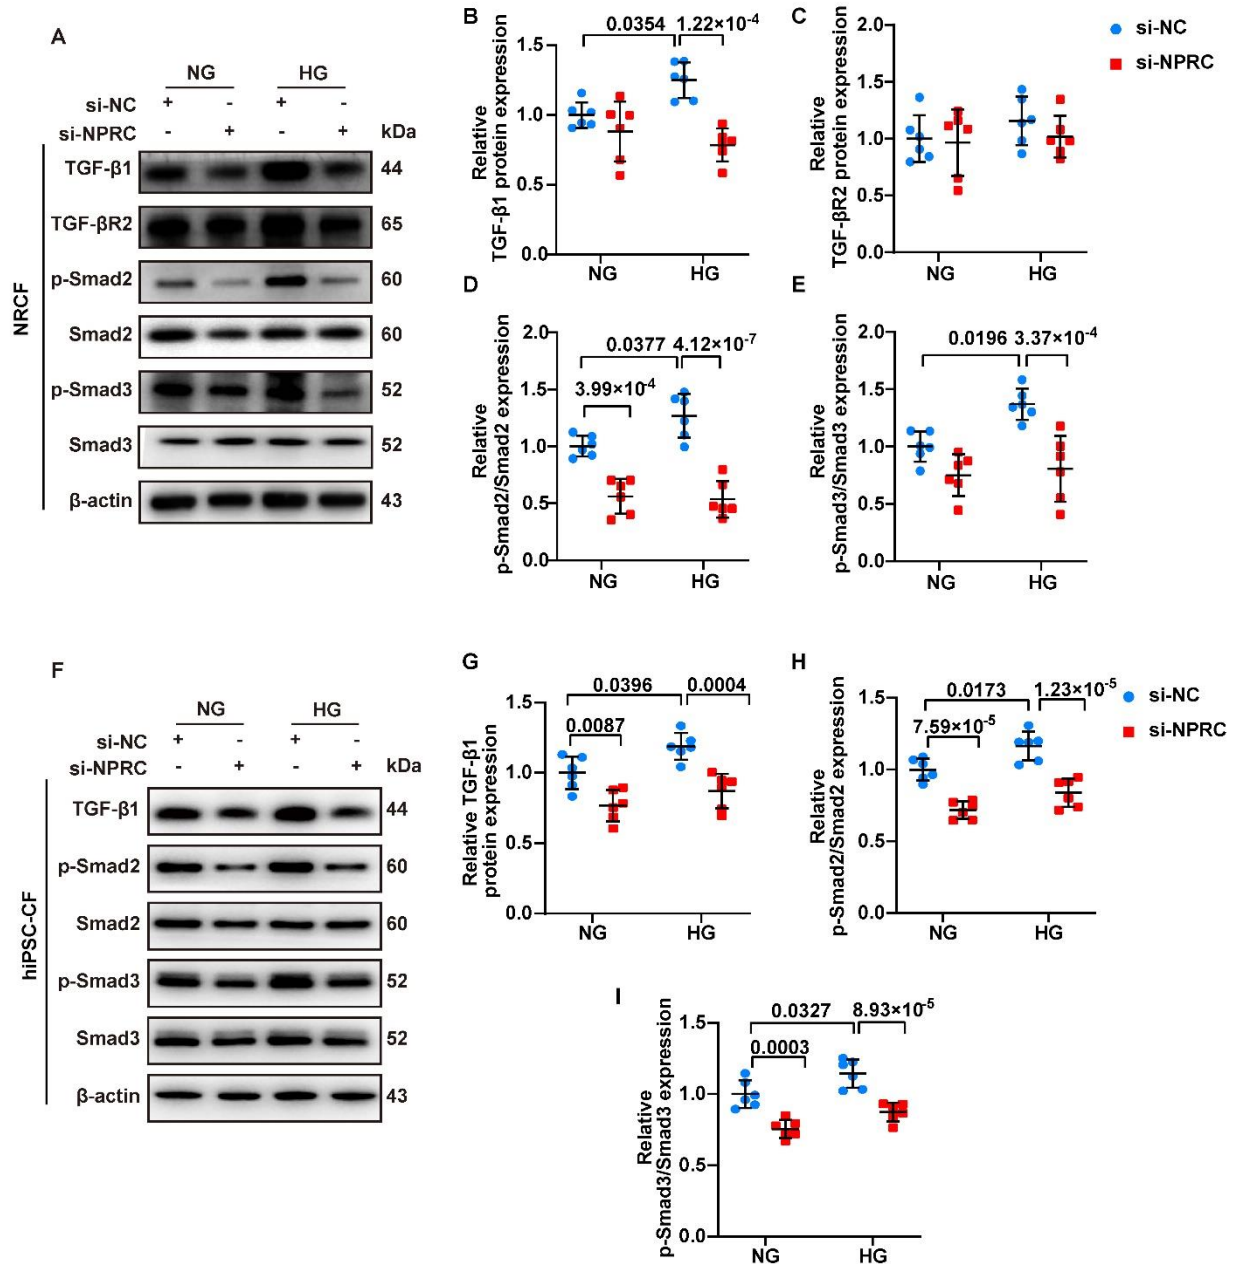 A
NG HG
si-NC + - + -
si-NPRC - + - + kDa
NRCF
TGF-β1 44
TGF-βR2 65
p-Smad2 60
Smad2 60
p-Smad3 52
Smad3 52
β-actin 43
B
Relative
TGF-β1 protein expression
0.0354 1.22×10⁻⁴
1.5
1.0
0.5
0.0
NG HG
C
Relative
TGF-βR2 protein expression
2.0
1.5
1.0
0.5
0.0
NG HG
si-NC
si-NPRC
D
Relative
p-Smad2/Smad2 expression
0.0377 4.12×10⁻⁷
3.99×10⁻⁴
2.0
1.5
1.0
0.5
0.0
NG HG
E
Relative
p-Smad3/Smad3 expression
0.0196 3.37×10⁻⁴
2.0
1.5
1.0
0.5
0.0
NG HG
F
NG HG
si-NC + - + -
si-NPRC - + - + kDa
hiPSC-CF
TGF-β1 44
p-Smad2 60
Smad2 60
p-Smad3 52
Smad3 52
β-actin 43
G
Relative TGF-β1
protein expression
0.0396 0.0004
0.0087
1.5
1.0
0.5
0.0
NG HG
H
Relative
p-Smad2/Smad2 expression
0.0173 1.23×10⁻⁵
7.59×10⁻⁵
1.5
1.0
0.5
0.0
NG HG
si-NC
si-NPRC
I
Relative
p-Smad3/Smad3 expression
0.0327 8.93×10⁻⁵
0.0003
1.5
1.0
0.5
0.0
NG HG